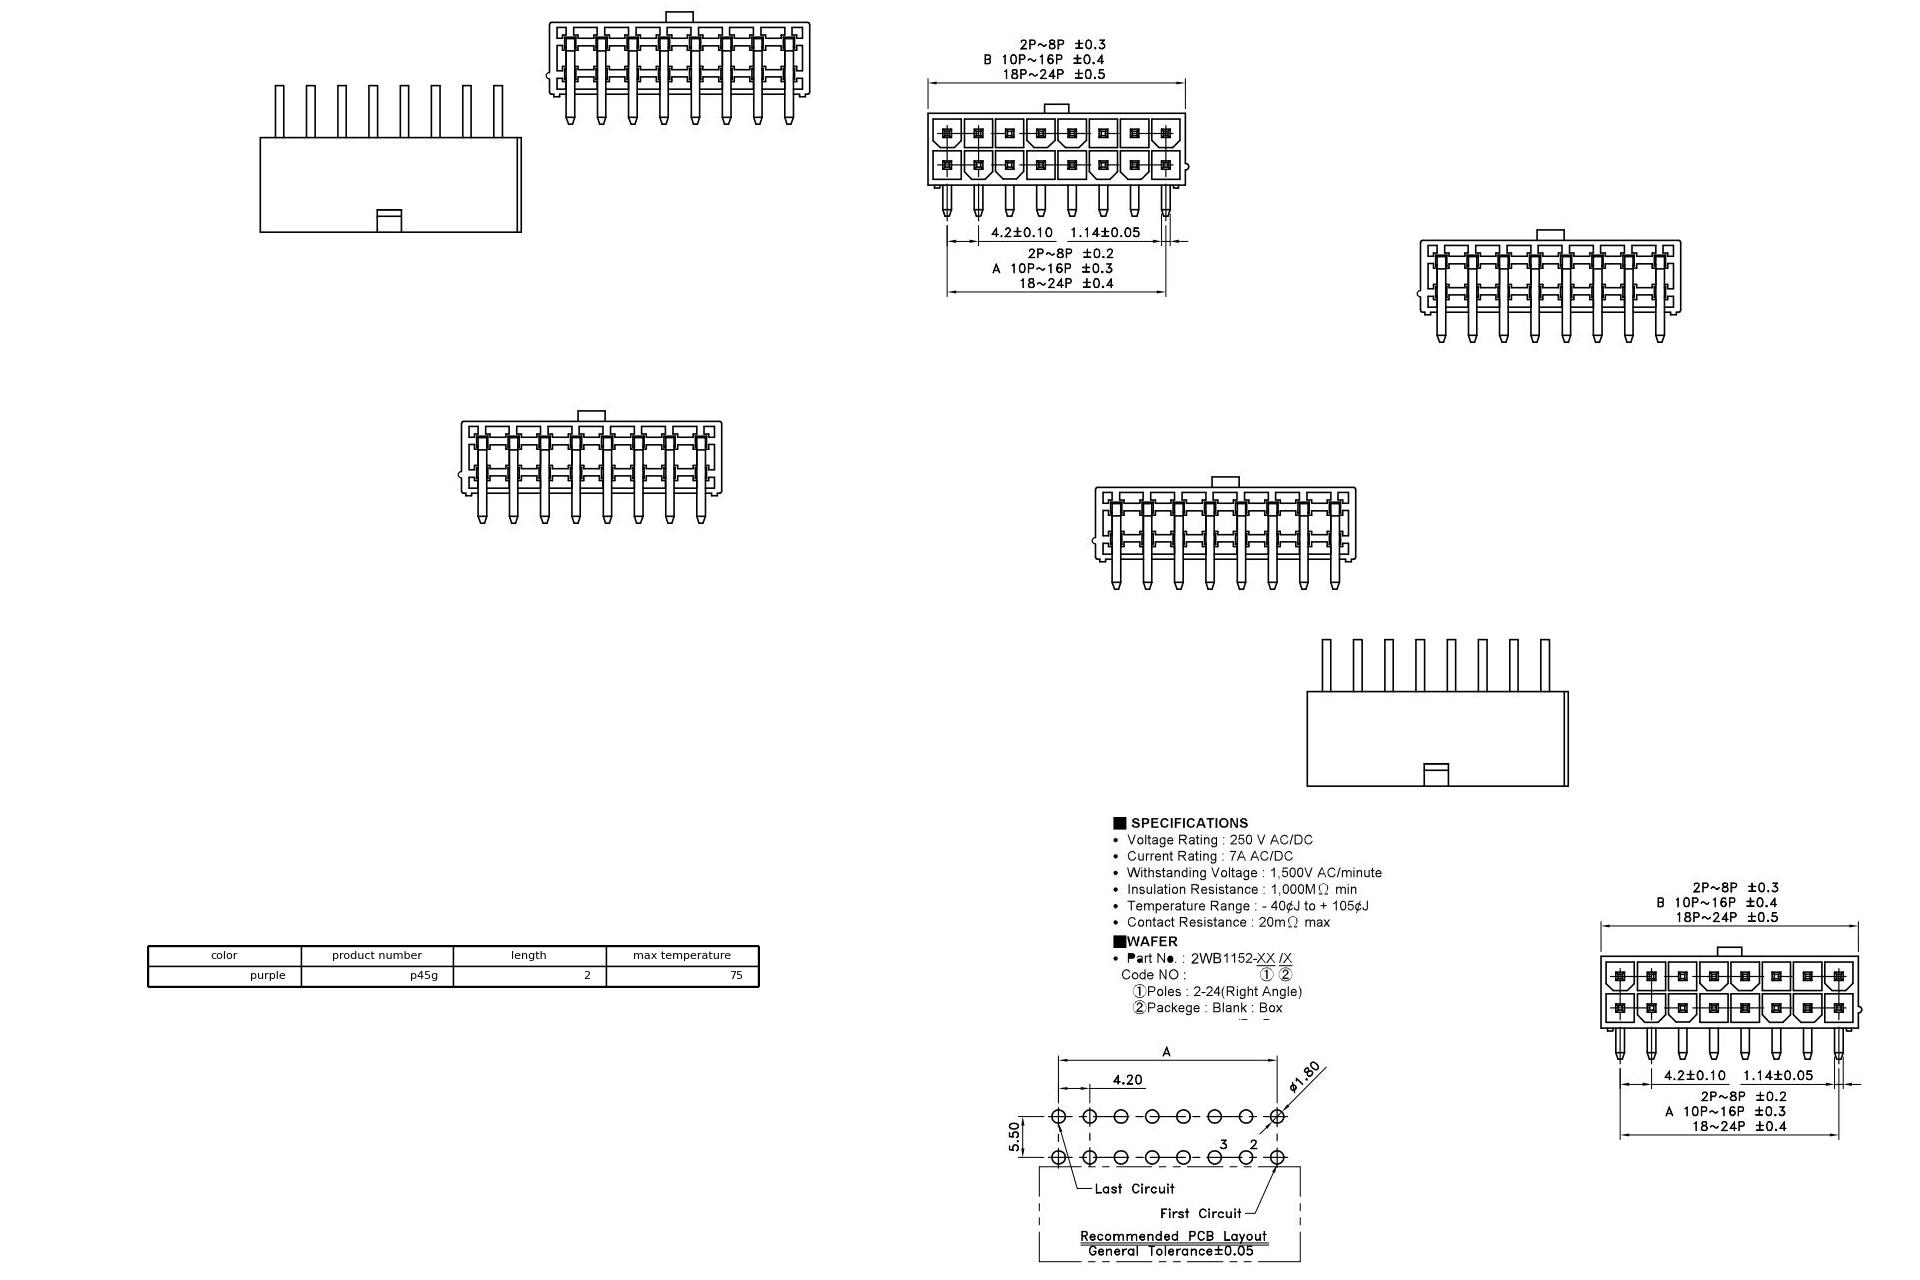 2P~8P ±0.3
B 10P~16P ±0.4
18P~24P ±0.5
4.2±0.10 1.14±0.05
2P~8P ±0.2
A 10P~16P ±0.3
18~24P ±0.4
■ SPECIFICATIONS
• Voltage Rating : 250 V AC/DC
• Current Rating : 7A AC/DC
• Withstanding Voltage : 1,500V AC/minute
• Insulation Resistance : 1,000MΩ min
• Temperature Range : - 40¢J to + 105¢J
• Contact Resistance : 20mΩ max
■WAFER
• Part No. : 2WB1152-XX /X
Code NO : ① ②
①Poles : 2-24(Right Angle)
②Packege : Blank : Box
color product number length max temperature
purple p45g 2 75
2P~8P ±0.3
B 10P~16P ±0.4
18P~24P ±0.5
4.2±0.10 1.14±0.05
2P~8P ±0.2
A 10P~16P ±0.3
18~24P ±0.4
A
4.20
ø1.80
5.50
3 2
Last Circuit
First Circuit
Recommended PCB Layout
General Tolerance±0.05